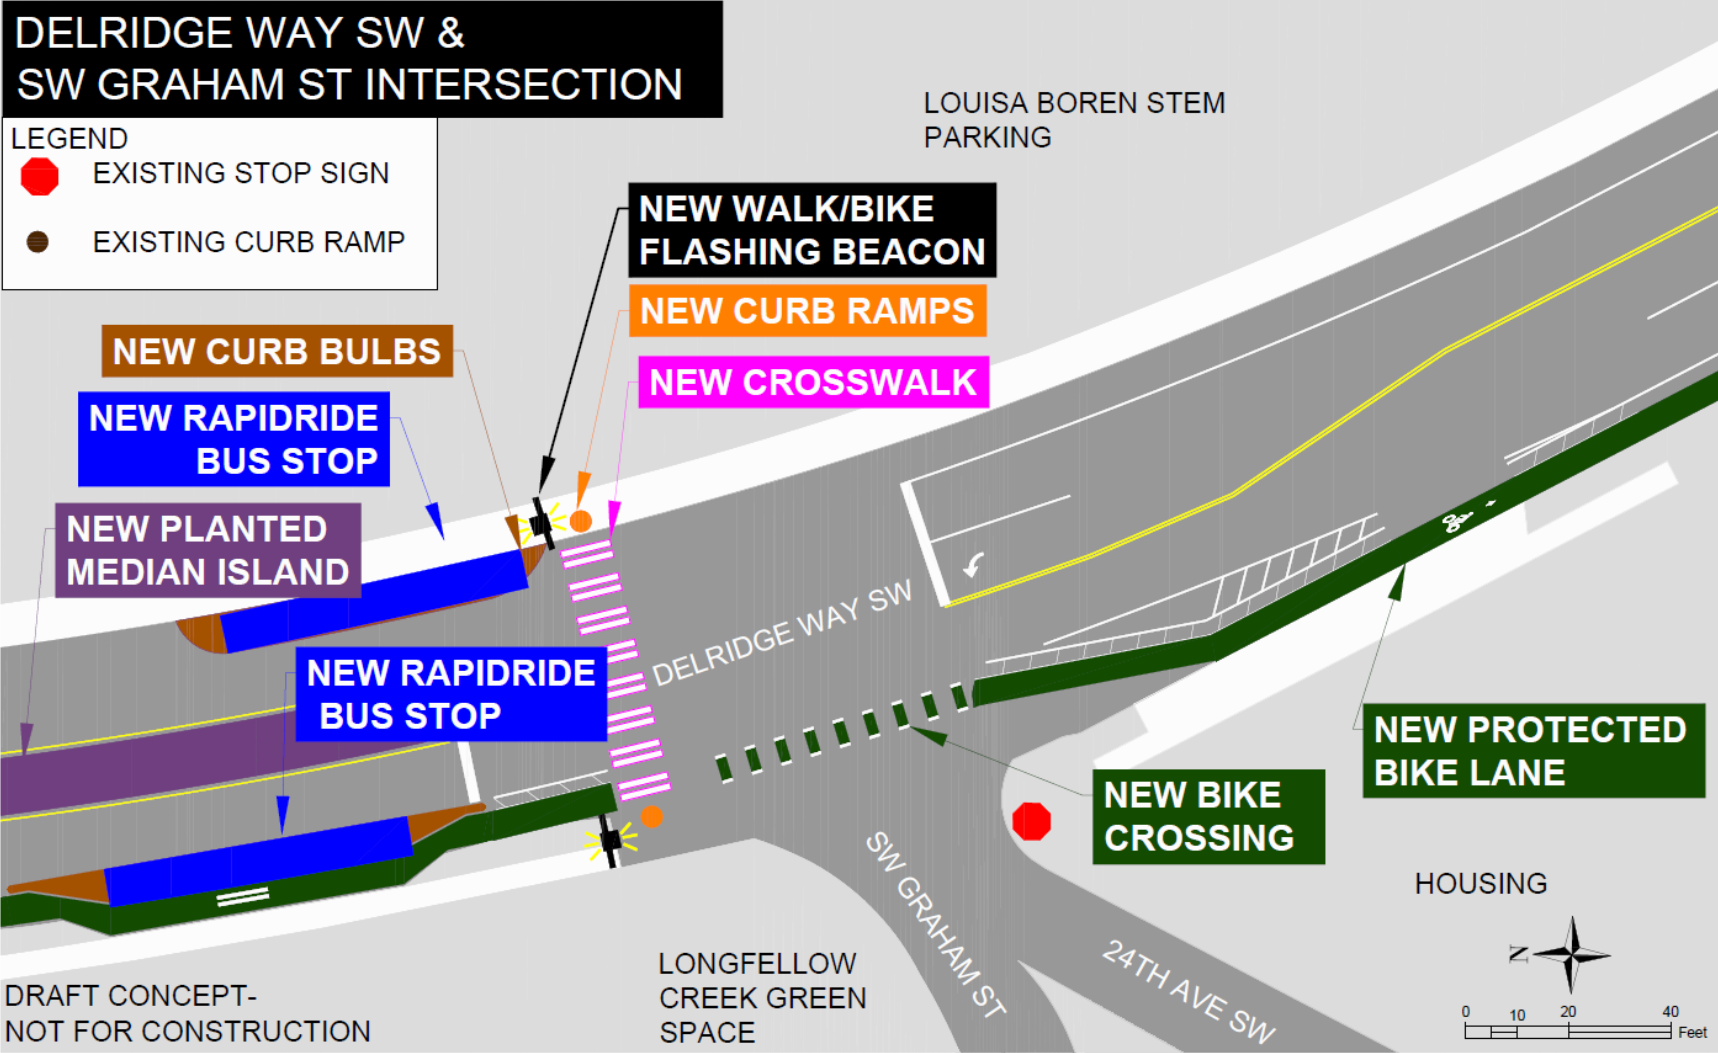 DELRIDGE WAY SW &
SW GRAHAM ST INTERSECTION
LEGEND
EXISTING STOP SIGN
EXISTING CURB RAMP
LOUISA BOREN STEM
PARKING
NEW WALK/BIKE
FLASHING BEACON
NEW CURB RAMPS
NEW CROSSWALK
NEW CURB BULBS
NEW RAPIDRIDE
BUS STOP
NEW PLANTED
MEDIAN ISLAND
NEW RAPIDRIDE
BUS STOP
DELRIDGE WAY SW
NEW PROTECTED
BIKE LANE
NEW BIKE
CROSSING
SW GRAHAM ST
24TH AVE SW
HOUSING
LONGFELLOW
CREEK GREEN
SPACE
DRAFT CONCEPT-
NOT FOR CONSTRUCTION
N
0 10 20 40
Feet